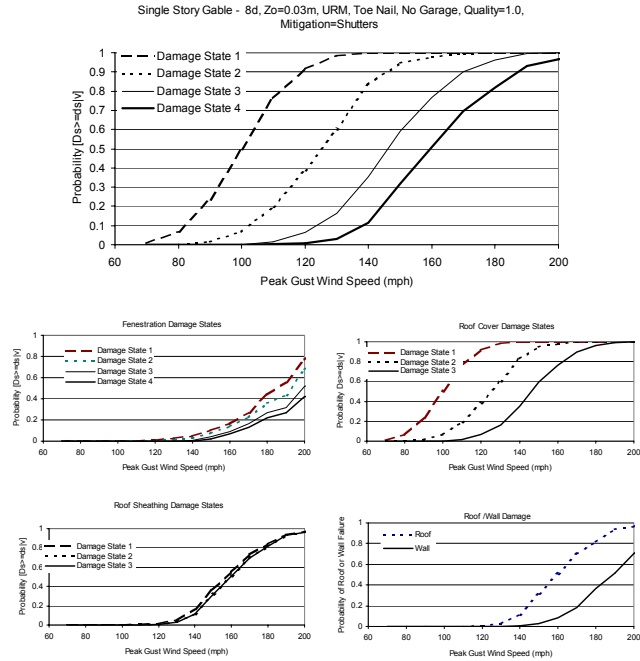 Single Story Gable - 8d, Zo=0.03m, URM, Toe Nail, No Garage, Quality=1.0,
Mitigation=Shutters
Probability [Ds>=ds|v)
1
0.9
0.8
0.7
0.6
0.5
0.4
0.3
0.2
0.1
0
Damage State 1
Damage State 2
Damage State 3
Damage State 4
60 80 100 120 140 160 180 200
Peak Gust Wind Speed (mph)
Fenestration Damage States
Probability [Ds>=ds|v)
1
0.8
0.6
0.4
0.2
0
Damage State 1
Damage State 2
Damage State 3
Damage State 4
60 80 100 120 140 160 180 200
Peak Gust Wind Speed (mph)
Roof Cover Damage States
Probability Ds>=ds|v)
1
0.8
0.6
0.4
0.2
0
Damage State 1
Damage State 2
Damage State 3
60 80 100 120 140 160 180 200
Peak Gust Wind Speed (mph)
Roof Sheathing Damage States
Probability [Ds>=ds|v)
1
0.8
0.6
0.4
0.2
0
Damage State 1
Damage State 2
Damage State 3
60 80 100 120 140 160 180 200
Peak Gust Wind Speed (mph)
Roof /Wall Damage
Probability of Roof or Wall Failure
1
0.8
0.6
0.4
0.2
0
Roof
Wall
60 80 100 120 140 160 180 200
Peak Gust Wind Speed (mph)